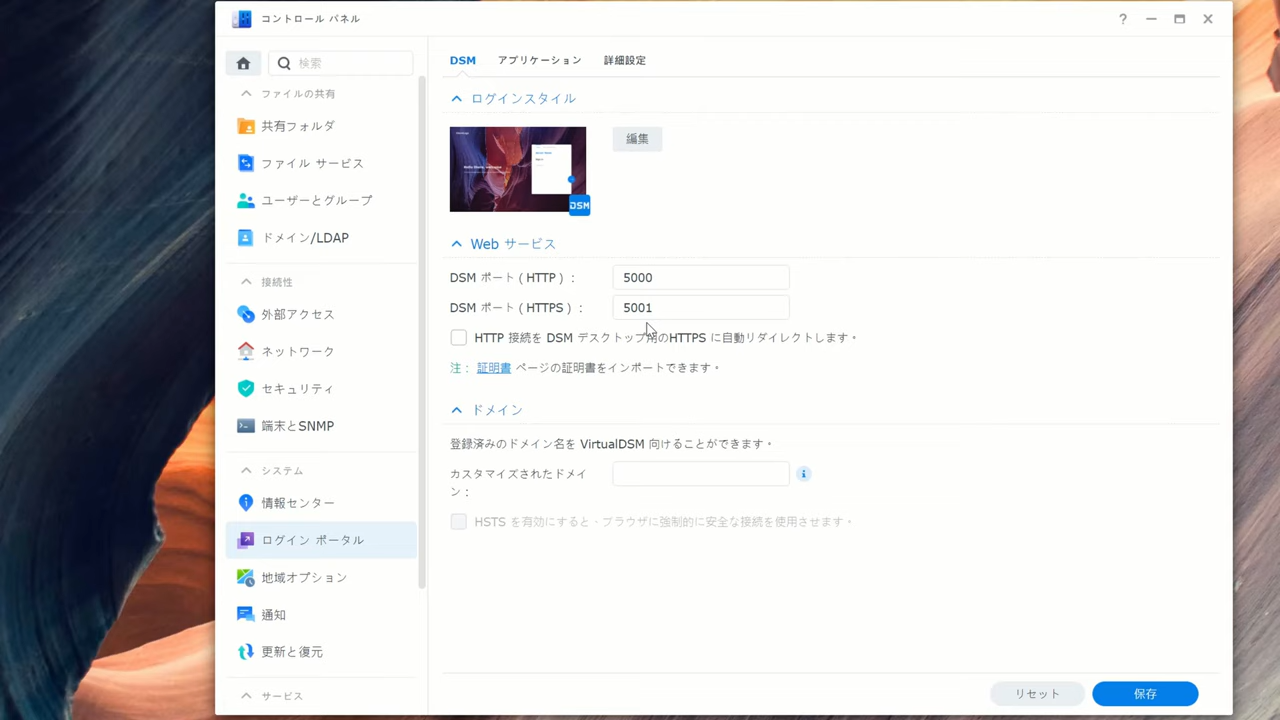 コントロール パネル
?
検索
ファイルの共有
共有フォルダ
ファイル サービス
ユーザーとグループ
ドメイン/LDAP
接続性
外部アクセス
ネットワーク
セキュリティ
端末とSNMP
システム
情報センター
ログイン ポータル
地域オプション
通知
更新と復元
サービス
DSM アプリケーション 詳細設定
ログインスタイル
編集
DSM
Web サービス
DSM ポート（HTTP）： 5000
DSM ポート（HTTPS）： 5001
HTTP 接続を DSM デスクトップ用のHTTPS に自動リダイレクトします。
注： 証明書 ページの証明書をインポートできます。
ドメイン
登録済みのドメイン名を VirtualDSM 向けることができます。
カスタマイズされたドメイ
ン：
HSTS を有効にすると、ブラウザに強制的に安全な接続を使用させます。
リセット 保存